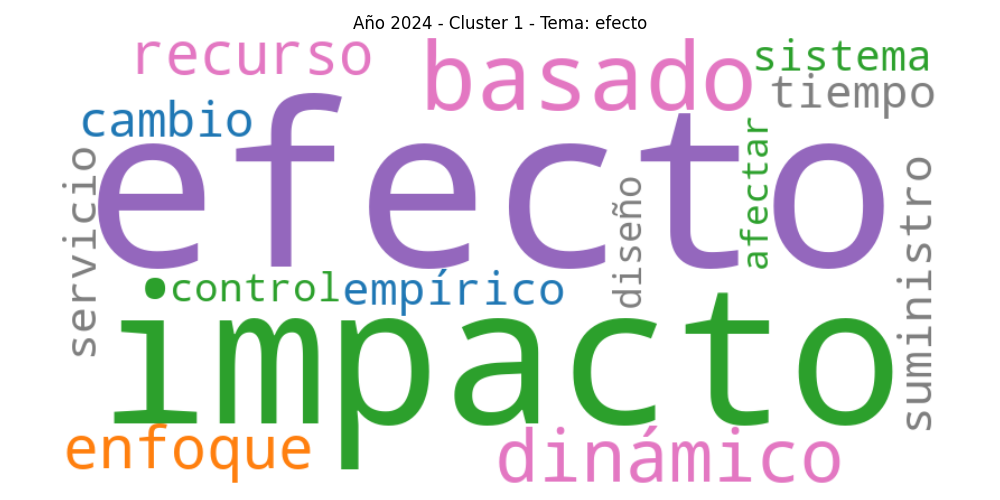 Año 2024 - Cluster 1 - Tema: efecto
recurso
basado
sistema
tiempo
cambio
efecto
servicio
diseño
afectar
suministro
control
empírico
impacto
enfoque
dinámico